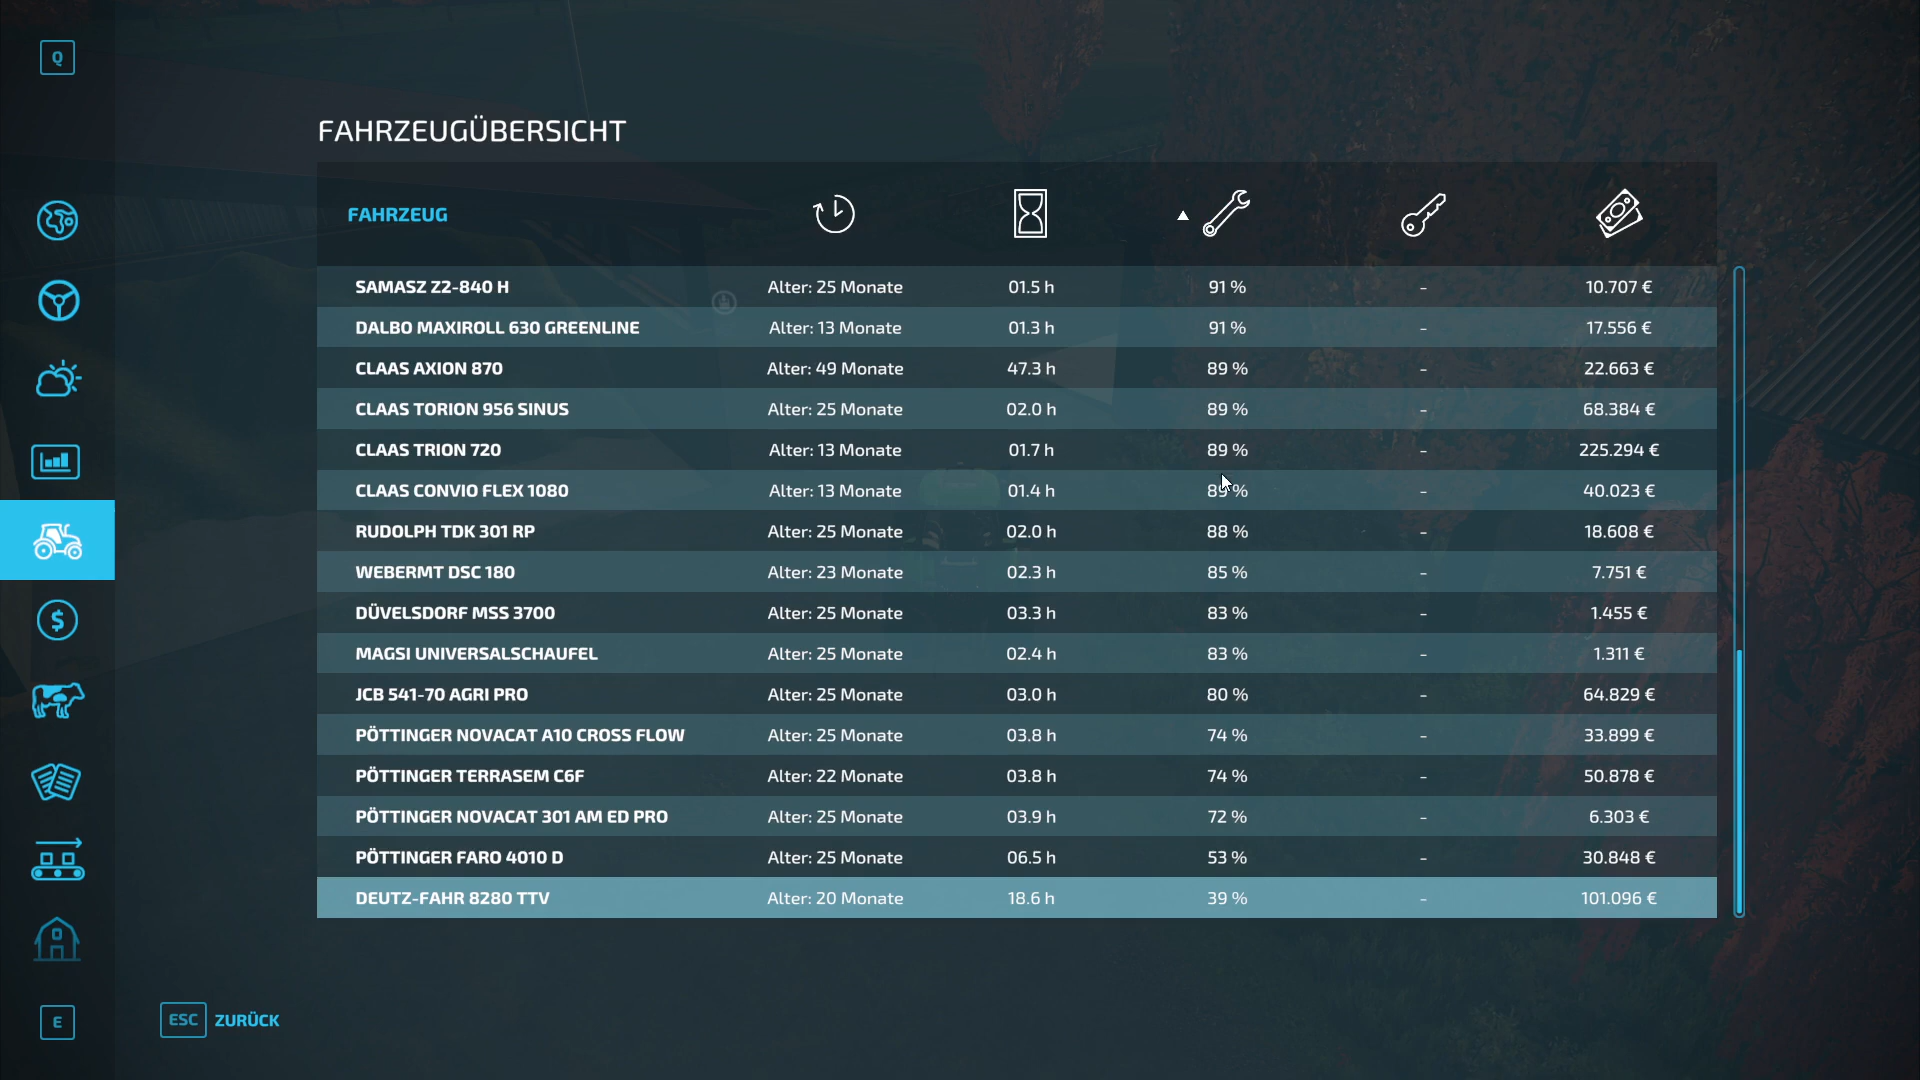 Q
FAHRZEUGÜBERSICHT
FAHRZEUG
SAMASZ Z2-840 H Alter: 25 Monate 01.5 h 91 % - 10.707 €
DALBO MAXIROLL 630 GREENLINE Alter: 13 Monate 01.3 h 91 % - 17.556 €
CLAAS AXION 870 Alter: 49 Monate 47.3 h 89 % - 22.663 €
CLAAS TORION 956 SINUS Alter: 25 Monate 02.0 h 89 % - 68.384 €
CLAAS TRION 720 Alter: 13 Monate 01.7 h 89 % - 225.294 €
CLAAS CONVIO FLEX 1080 Alter: 13 Monate 01.4 h 89 % - 40.023 €
RUDOLPH TDK 301 RP Alter: 25 Monate 02.0 h 88 % - 18.608 €
WEBERMT DSC 180 Alter: 23 Monate 02.3 h 85 % - 7.751 €
DÜVELSDORF MSS 3700 Alter: 25 Monate 03.3 h 83 % - 1.455 €
MAGSI UNIVERSALSCHAUFEL Alter: 25 Monate 02.4 h 83 % - 1.311 €
JCB 541-70 AGRI PRO Alter: 25 Monate 03.0 h 80 % - 64.829 €
PÖTTINGER NOVACAT A10 CROSS FLOW Alter: 25 Monate 03.8 h 74 % - 33.899 €
PÖTTINGER TERRASEM C6F Alter: 22 Monate 03.8 h 74 % - 50.878 €
PÖTTINGER NOVACAT 301 AM ED PRO Alter: 25 Monate 03.9 h 72 % - 6.303 €
PÖTTINGER FARO 4010 D Alter: 25 Monate 06.5 h 53 % - 30.848 €
DEUTZ-FAHR 8280 TTV Alter: 20 Monate 18.6 h 39 % - 101.096 €
E
ESC ZURÜCK